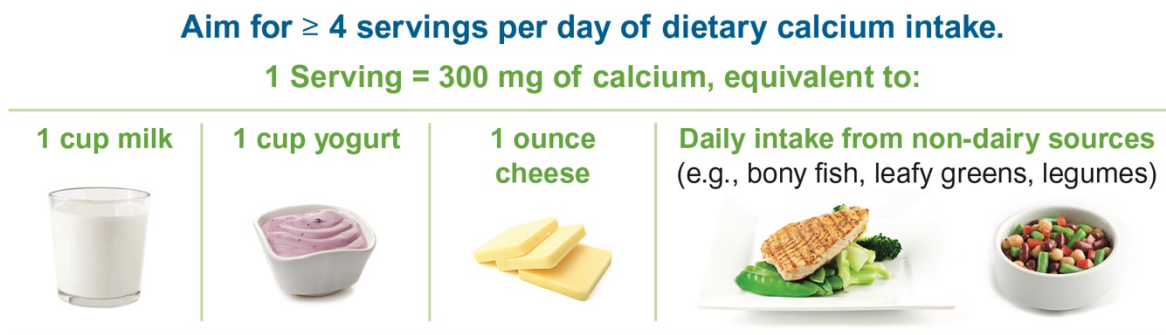 Aim for ≥ 4 servings per day of dietary calcium intake.
1 Serving = 300 mg of calcium, equivalent to:
1 cup milk
1 cup yogurt
1 ounce
cheese
Daily intake from non-dairy sources
(e.g., bony fish, leafy greens, legumes)